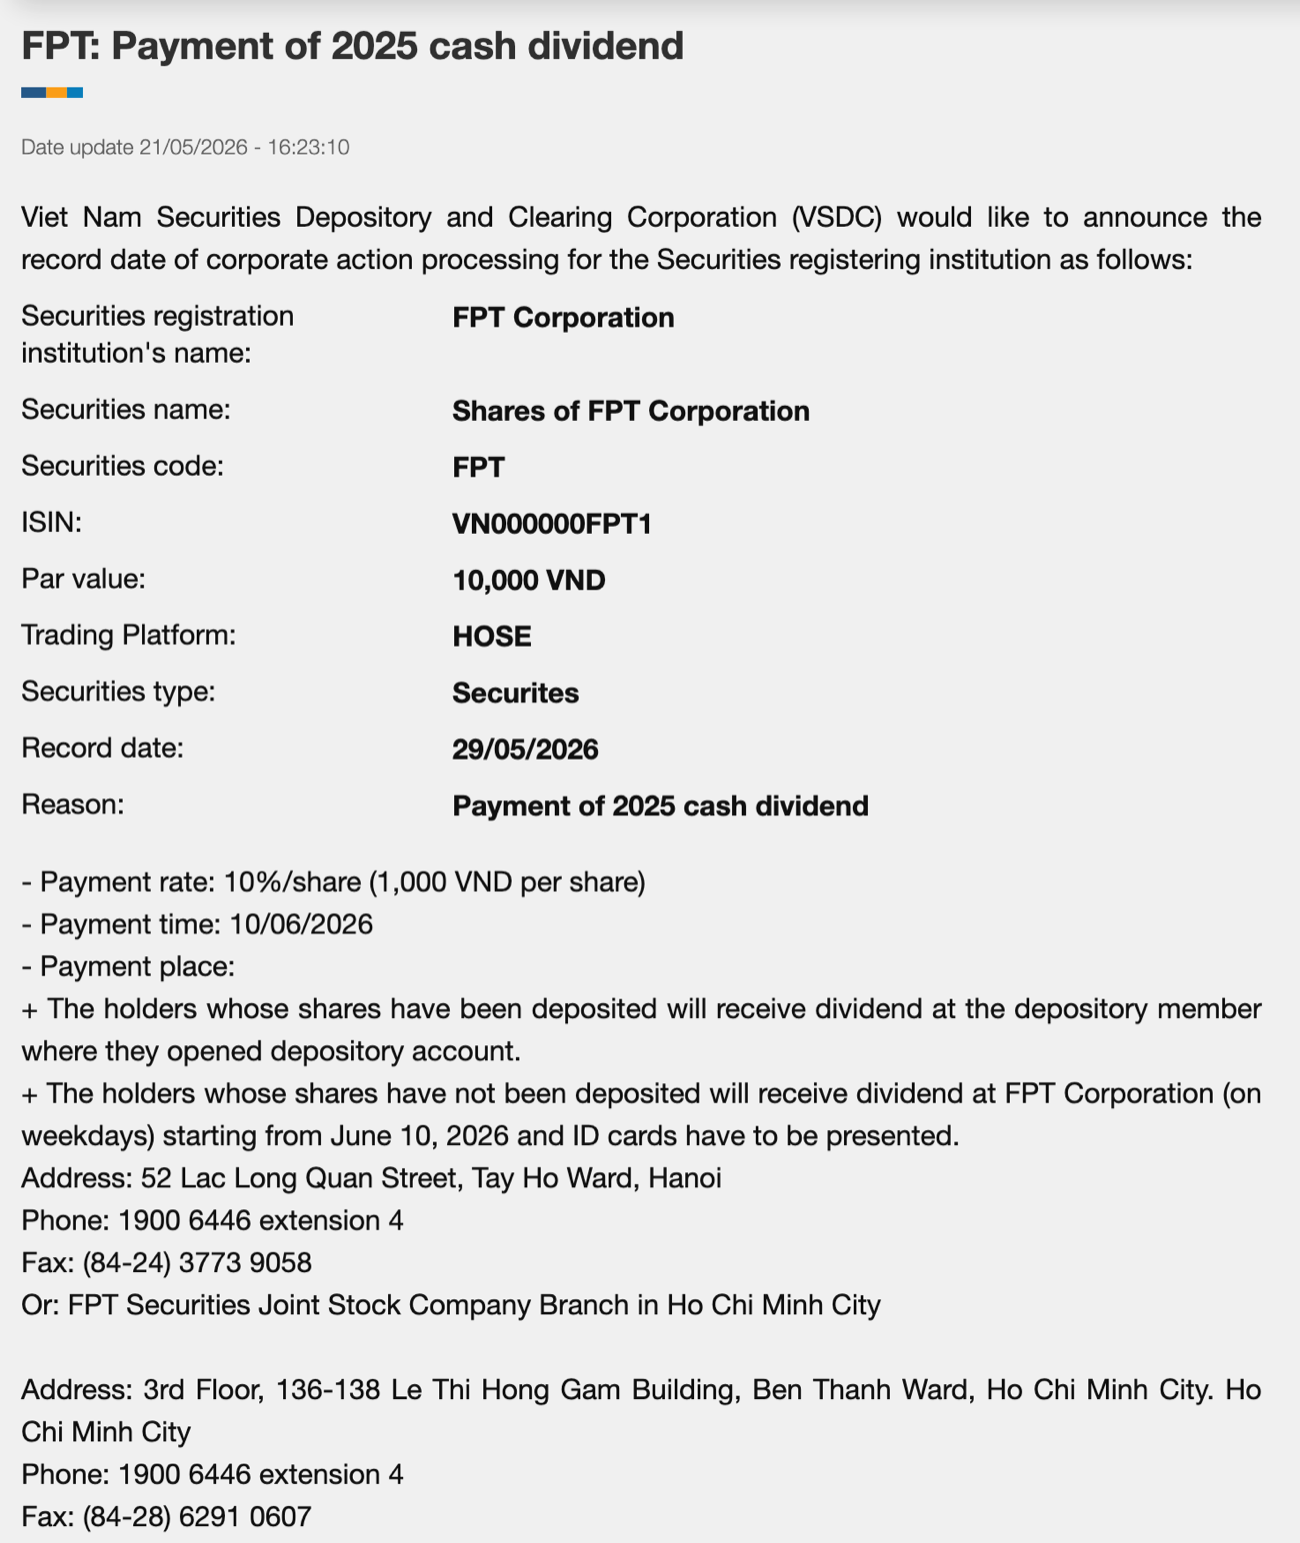 FPT: Payment of 2025 cash dividend
Date update 21/05/2026 - 16:23:10
Viet Nam Securities Depository and Clearing Corporation (VSDC) would like to announce the
record date of corporate action processing for the Securities registering institution as follows:
Securities registration
institution's name:
FPT Corporation
Securities name:
Shares of FPT Corporation
Securities code:
FPT
ISIN:
VN000000FPT1
Par value:
10,000 VND
Trading Platform:
HOSE
Securities type:
Securites
Record date:
29/05/2026
Reason:
Payment of 2025 cash dividend
- Payment rate: 10%/share (1,000 VND per share)
- Payment time: 10/06/2026
- Payment place:
+ The holders whose shares have been deposited will receive dividend at the depository member
where they opened depository account.
+ The holders whose shares have not been deposited will receive dividend at FPT Corporation (on
weekdays) starting from June 10, 2026 and ID cards have to be presented.
Address: 52 Lac Long Quan Street, Tay Ho Ward, Hanoi
Phone: 1900 6446 extension 4
Fax: (84-24) 3773 9058
Or: FPT Securities Joint Stock Company Branch in Ho Chi Minh City
Address: 3rd Floor, 136-138 Le Thi Hong Gam Building, Ben Thanh Ward, Ho Chi Minh City. Ho
Chi Minh City
Phone: 1900 6446 extension 4
Fax: (84-28) 6291 0607